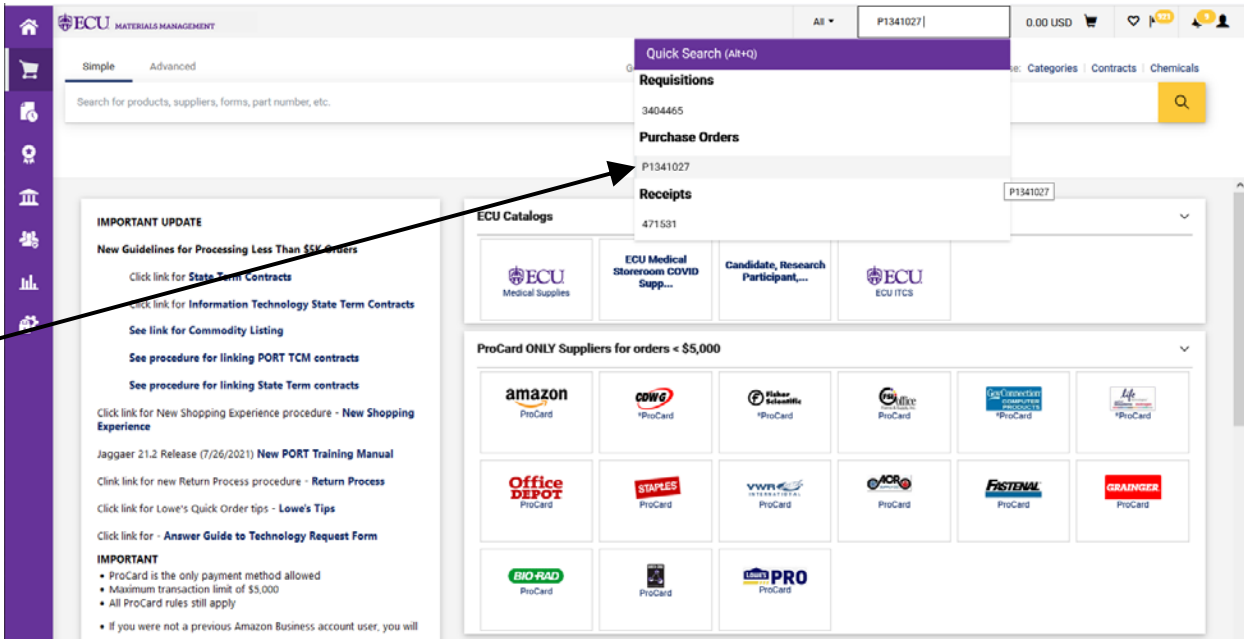 ECU MATERIALS MANAGEMENT
All
P1341027
0.00 USD
Simple
Advanced
Categories | Contracts | Chemicals
Search for products, suppliers, forms, part number, etc.
Quick Search (Alt+Q)
Requisitions
3404465
Purchase Orders
P1341027
P1341027
Receipts
471531
IMPORTANT UPDATE
New Guidelines for Processing Less Than $5K Orders
Click link for State Term Contracts
Click link for Information Technology State Term Contracts
See link for Commodity Listing
See procedure for linking PORT TCM contracts
See procedure for linking State Term contracts
Click link for New Shopping Experience procedure - New Shopping
Experience
Jaggaer 21.2 Release (7/26/2021) New PORT Training Manual
Clink link for new Return Process procedure - Return Process
Click link for Lowe's Quick Order tips - Lowe's Tips
Click link for - Answer Guide to Technology Request Form
IMPORTANT
• ProCard is the only payment method allowed
• Maximum transaction limit of $5,000
• All ProCard rules still apply
• If you were not a previous Amazon Business account user, you will
ECU Catalogs
ECU
Medical Supplies
ECU Medical
Storeroom COVID
Supp...
Candidate, Research
Participant,...
ECU
ECU ITCS
ProCard ONLY Suppliers for orders < $5,000
amazon
ProCard
CDWG
*ProCard
Fisher
Scientific
*ProCard
FSIoffice
ProCard
GovConnection
COMPUTER
PRODUCTS
*ProCard
life
*ProCard
Office
DEPOT
ProCard
STAPLES
ProCard
VWR
INTERNATIONAL
ProCard
ProCard
FASTENAL
ProCard
GRAINGER
ProCard
BIO-RAD
ProCard
ProCard
LOWE'S PRO
ProCard